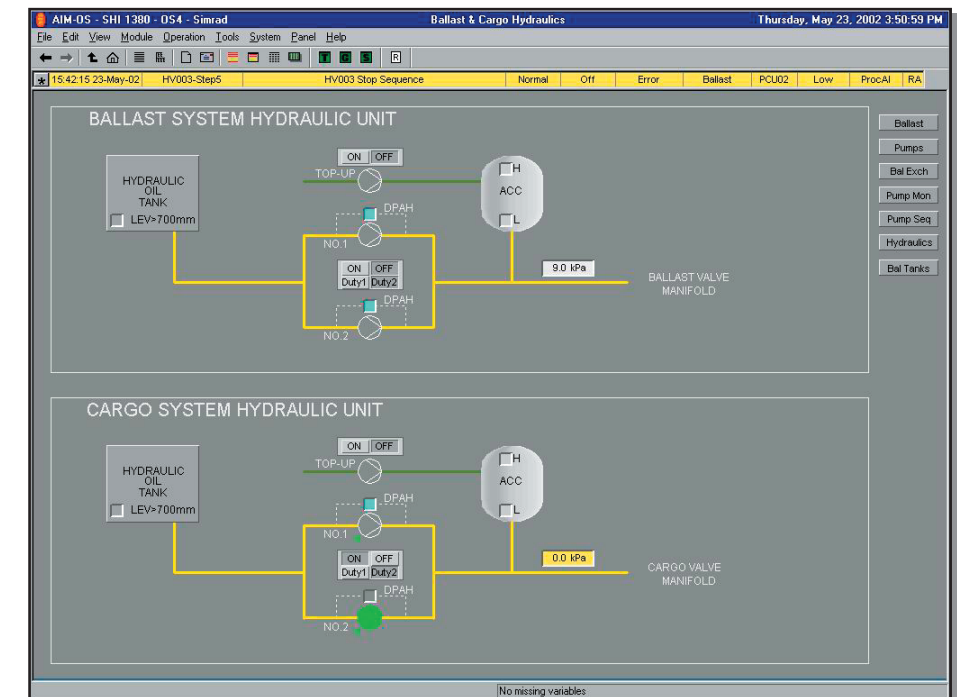 AIM-OS - SHI 1380 - OS4 - Simrad Ballast & Cargo Hydraulics Thursday, May 23, 2002 3:50:59 PM
File Edit View Module Operation Tools System Panel Help
T C S R
15:42:15 23-May-02 HV003-Step5 HV003 Stop Sequence Normal Off Error Ballast PCU02 Low ProcAl RA
BALLAST SYSTEM HYDRAULIC UNIT
HYDRAULIC
OIL
TANK
LEV>700mm
ON OFF
TOP-UP
DPAH
NO.1
ON OFF
Duty1 Duty2
DPAH
NO.2
H
ACC
L
9.0 kPa
BALLAST VALVE
MANIFOLD
Ballast
Pumps
Bal Exch
Pump Mon
Pump Seq
Hydraulics
Bal Tanks
CARGO SYSTEM HYDRAULIC UNIT
HYDRAULIC
OIL
TANK
LEV>700mm
ON OFF
TOP-UP
DPAH
NO.1
ON OFF
Duty1 Duty2
DPAH
NO.2
H
ACC
L
0.0 kPa
CARGO VALVE
MANIFOLD
No missing variables